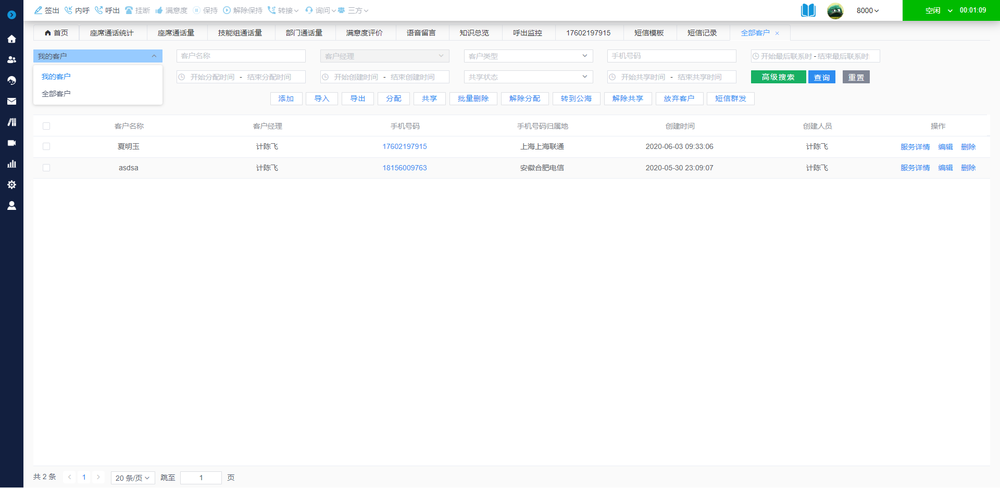 签出 内呼 呼出 挂断 满意度 保持 解除保持 转接 询问 三方 8000 空闲 00:01:09
首页 座席通话统计 座席通话量 技能组通话量 部门通话量 满意度评价 语音留言 知识总览 呼出监控 17602197915 短信模板 短信记录 全部客户 ×
我的客户 客户名称 客户经理 客户类型 手机号码 开始最后联系时 - 结束最后联系时
我的客户 开始分配时间 - 结束分配时间 开始创建时间 - 结束创建时间 共享状态 开始共享时间 - 结束共享时间 高级搜索 查询 重置
全部客户 添加 导入 导出 分配 共享 批量删除 解除分配 转到公海 解除共享 放弃客户 短信群发
客户名称 客户经理 手机号码 手机号码归属地 创建时间 创建人员 操作
夏明玉 计陈飞 17602197915 上海上海联通 2020-06-03 09:33:06 计陈飞 服务详情 编辑 删除
asdsa 计陈飞 18156009763 安徽合肥电信 2020-05-30 23:09:07 计陈飞 服务详情 编辑 删除
共 2 条 < 1 > 20 条/页 跳至 1 页